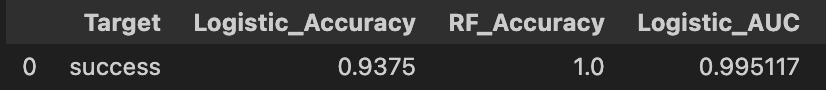 Target Logistic_Accuracy RF_Accuracy Logistic_AUC
0 success 0.9375 1.0 0.995117